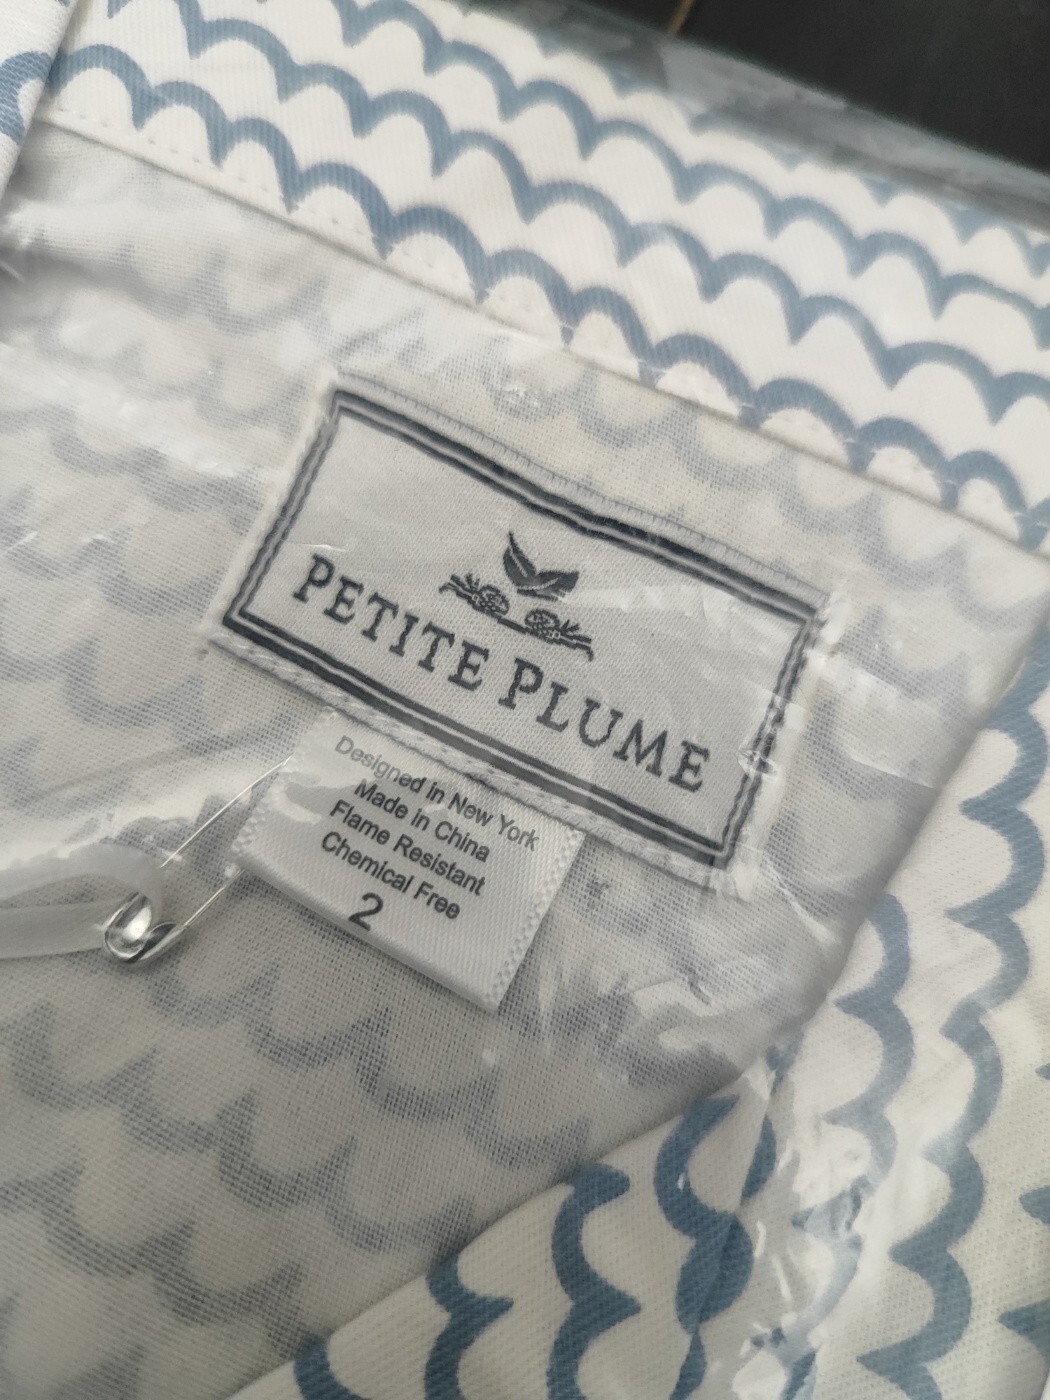 PETITE PLUME
Designed in New York
Made in China
Flame Resistant
Chemical Free
2